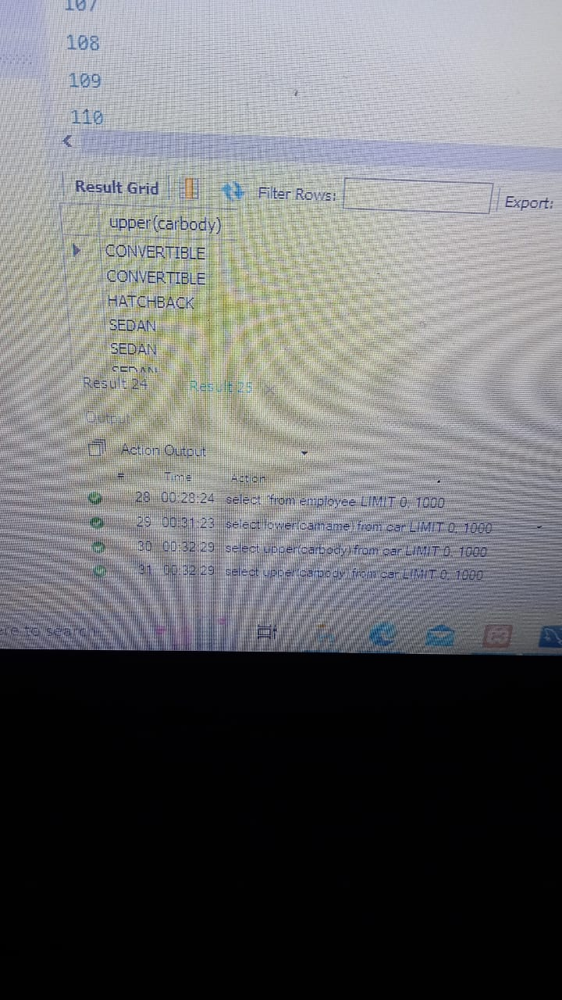 107
108
109
110
Result Grid Filter Rows: Export:
upper(carbody)
CONVERTIBLE
CONVERTIBLE
HATCHBACK
SEDAN
SEDAN
SEDAN
Result 24 Result 25
Output
Action Output
# Time Action
28 00:28:24 select *from employee LIMIT 0, 1000
29 00:31:23 select lower(carname) from car LIMIT 0, 1000
30 00:32:29 select upper(carbody) from car LIMIT 0, 1000
31 00:32:29 select upper(carbody) from car LIMIT 0, 1000
ere to search